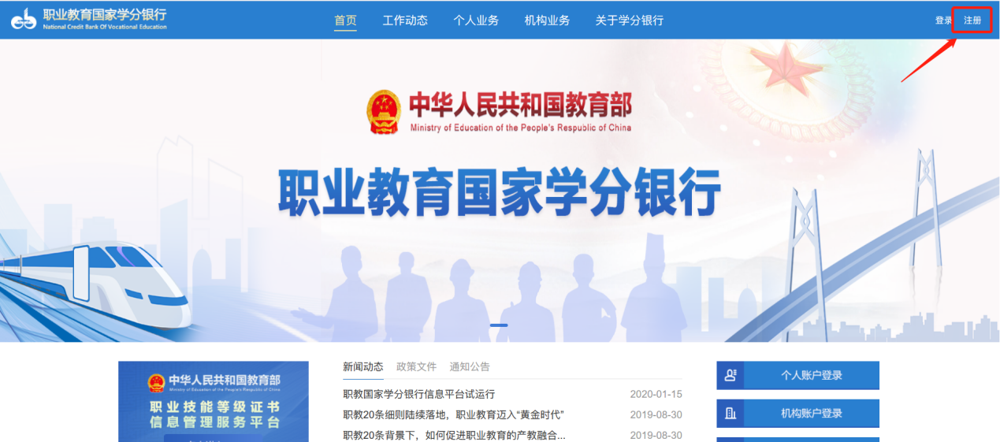 职业教育国家学分银行
National Credit Bank Of Vocational Education
首页 工作动态 个人业务 机构业务 关于学分银行
登录 注册
中华人民共和国教育部
Ministry of Education of the People's Respublic of China
职业教育国家学分银行
中华人民共和国教育部
Ministry of Education of the People's Respublic of China
职业技能等级证书
信息管理服务平台
新闻动态 政策文件 通知公告
职教国家学分银行信息平台试运行 2020-01-15
职教20条细则陆续落地，职业教育迈入“黄金时代” 2019-08-30
职教20条背景下，如何促进职业教育的产教融合... 2019-08-30
个人账户登录
机构账户登录